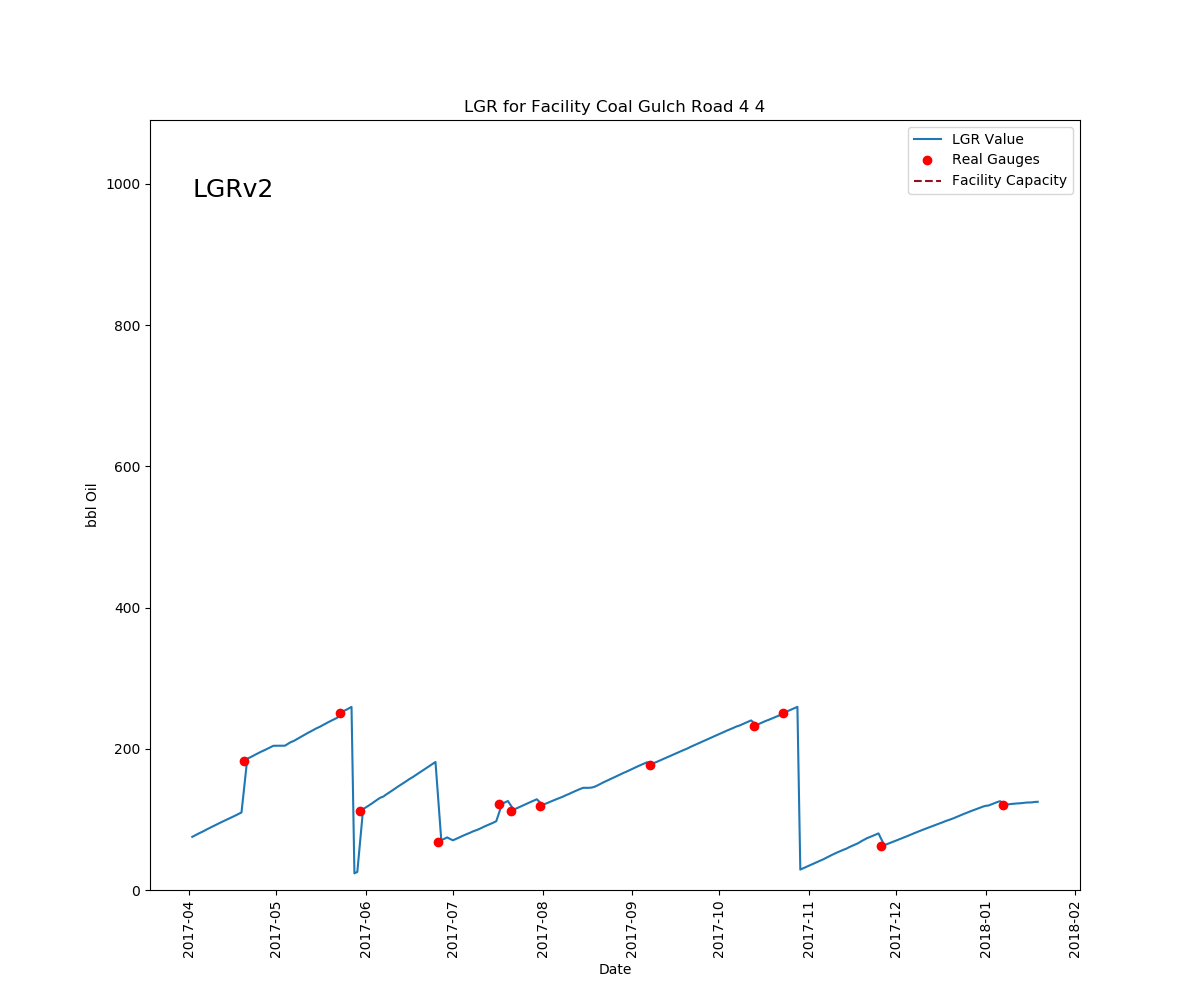 LGR for Facility Coal Gulch Road 4 4
LGRv2
LGR Value
Real Gauges
Facility Capacity
bbl Oil
1000
800
600
400
200
0
2017-04
2017-05
2017-06
2017-07
2017-08
2017-09
2017-10
2017-11
2017-12
2018-01
2018-02
Date